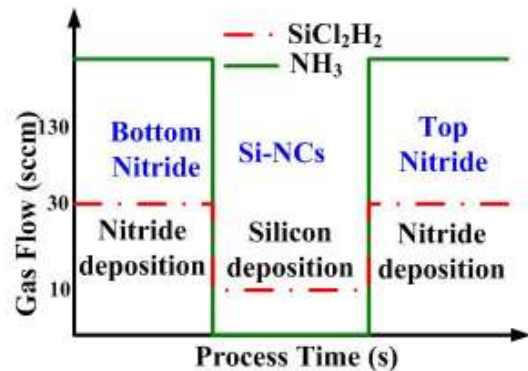 SiCl₂H₂
NH₃
Gas Flow (sccm)
130
30
10
Bottom
Nitride
Si-NCs
Top
Nitride
Nitride
deposition
Silicon
deposition
Nitride
deposition
Process Time (s)